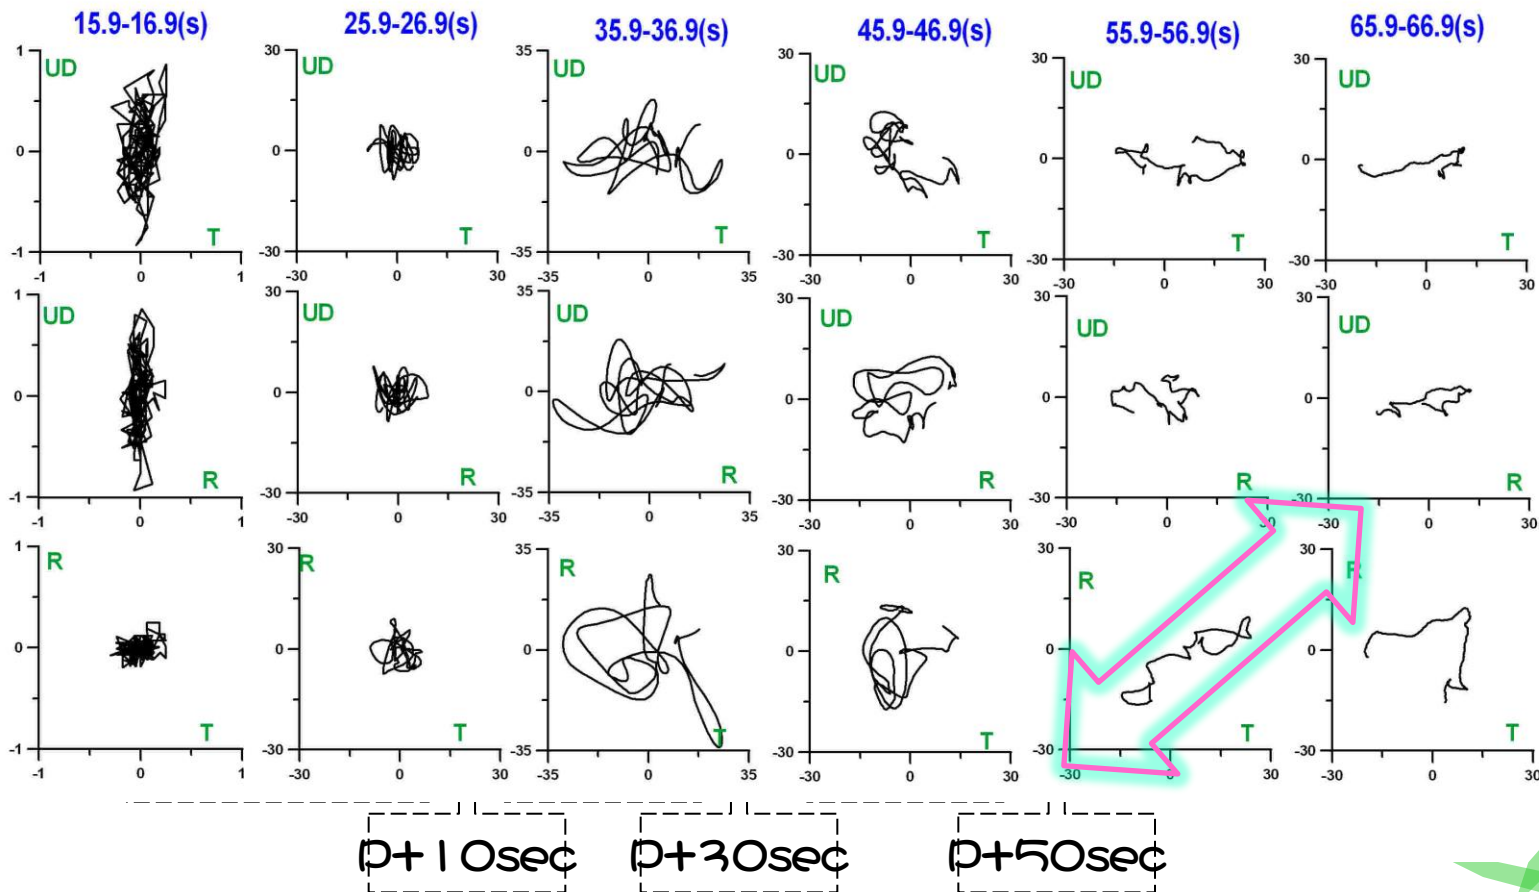 15.9-16.9(s) 25.9-26.9(s) 35.9-36.9(s) 45.9-46.9(s) 55.9-56.9(s) 65.9-66.9(s)
1 30 35 30 30 30
UD UD UD UD UD UD
0 0 0 0 0 0
T T T T T T
-1 -30 -35 -30 -30 -30
-1 0 1 -30 0 30 -35 0 35 -30 0 30 -30 0 30 -30 0 30
1 30 35 30 30 30
UD UD UD UD UD UD
0 0 0 0 0 0
R R R R R R
-1 -30 -35 -30 -30 -30
-1 0 1 -30 0 30 -35 0 35 -30 0 30 -30 0 30 -30 0 30
1 30 35 30 30 30
R R R R R R
0 0 0 0 0 0
T T T T T T
-1 -30 -35 -30 -30 -30
-1 0 1 -30 0 30 -35 0 35 -30 0 30 -30 0 30 -30 0 30
P+10sec P+30sec P+50sec